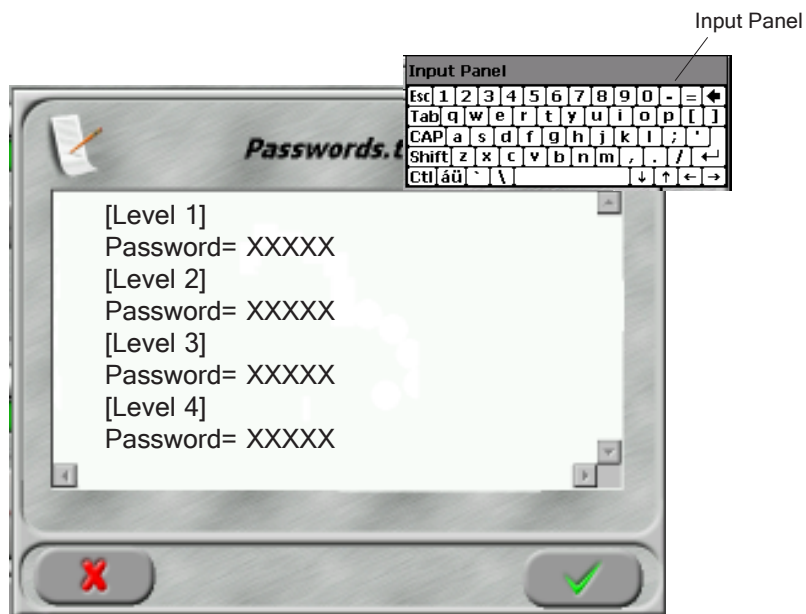 Input Panel
Input Panel
Esc 1 2 3 4 5 6 7 8 9 0 - =
Tab q w e r t y u i o p [ ]
CAP a s d f g h j k l ; '
Shift z x c v b n m , . /
Ctl áü ` \
Passwords.t
[Level 1]
Password= XXXXX
[Level 2]
Password= XXXXX
[Level 3]
Password= XXXXX
[Level 4]
Password= XXXXX